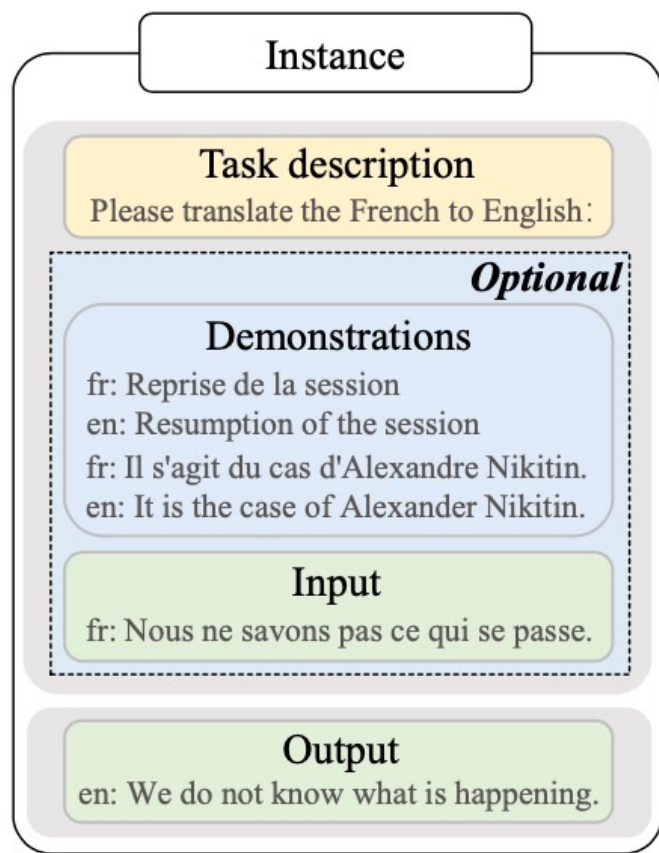 Instance
Task description
Please translate the French to English:
Optional
Demonstrations
fr: Reprise de la session
en: Resumption of the session
fr: Il s'agit du cas d'Alexandre Nikitin.
en: It is the case of Alexander Nikitin.
Input
fr: Nous ne savons pas ce qui se passe.
Output
en: We do not know what is happening.